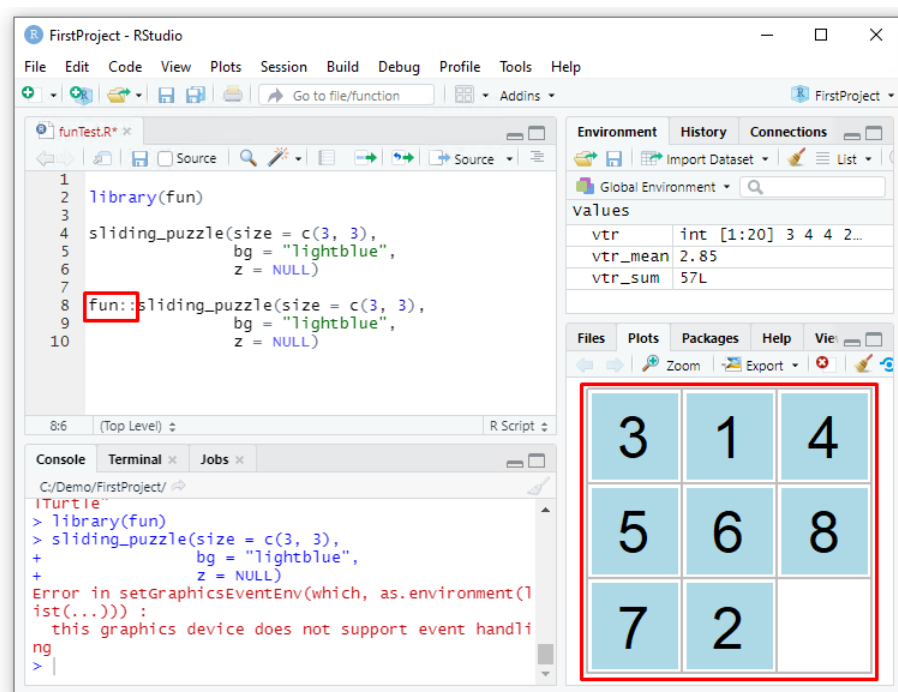 FirstProject - RStudio
File Edit Code View Plots Session Build Debug Profile Tools Help
Go to file/function Addins FirstProject
funTest.R*
Source Source
1
2 library(fun)
3
4 sliding_puzzle(size = c(3, 3),
5 bg = "lightblue",
6 z = NULL)
7
8 fun::sliding_puzzle(size = c(3, 3),
9 bg = "lightblue",
10 z = NULL)
8:6 (Top Level) R Script
Console Terminal Jobs
C:/Demo/FirstProject/
> library(fun)
> sliding_puzzle(size = c(3, 3),
+ bg = "lightblue",
+ z = NULL)
Error in setGraphicsEventEnv(which, as.environment(l
ist(...))) :
this graphics device does not support event handli
ng
>
Environment History Connections
Import Dataset List
Global Environment
Values
vtr int [1:20] 3 4 4 2…
vtr_mean 2.85
vtr_sum 57L
Files Plots Packages Help
Zoom Export
3 1 4
5 6 8
7 2